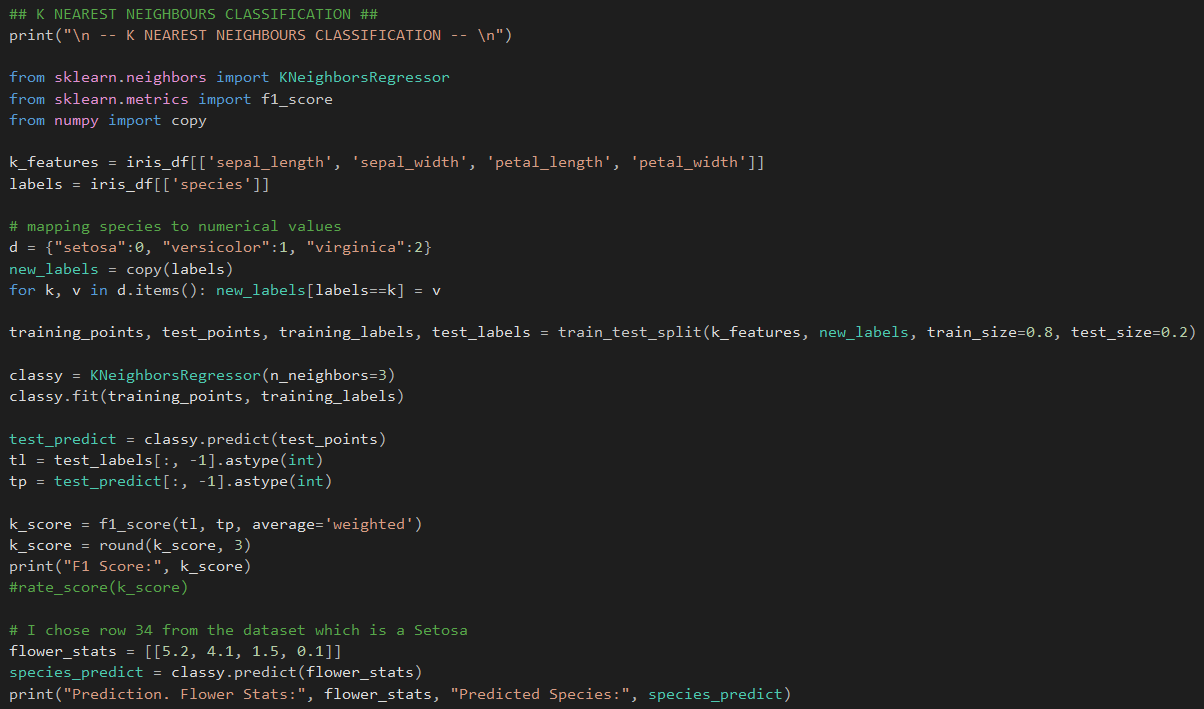 ## K NEAREST NEIGHBOURS CLASSIFICATION ##
print("\n -- K NEAREST NEIGHBOURS CLASSIFICATION -- \n")
from sklearn.neighbors import KNeighborsRegressor
from sklearn.metrics import f1_score
from numpy import copy
k_features = iris_df[['sepal_length', 'sepal_width', 'petal_length', 'petal_width']]
labels = iris_df[['species']]
# mapping species to numerical values
d = {"setosa":0, "versicolor":1, "virginica":2}
new_labels = copy(labels)
for k, v in d.items(): new_labels[labels==k] = v
training_points, test_points, training_labels, test_labels = train_test_split(k_features, new_labels, train_size=0.8, test_size=0.2)
classy = KNeighborsRegressor(n_neighbors=3)
classy.fit(training_points, training_labels)
test_predict = classy.predict(test_points)
tl = test_labels[:, -1].astype(int)
tp = test_predict[:, -1].astype(int)
k_score = f1_score(tl, tp, average='weighted')
k_score = round(k_score, 3)
print("F1 Score:", k_score)
#rate_score(k_score)
# I chose row 34 from the dataset which is a Setosa
flower_stats = [[5.2, 4.1, 1.5, 0.1]]
species_predict = classy.predict(flower_stats)
print("Prediction. Flower Stats:", flower_stats, "Predicted Species:", species_predict)